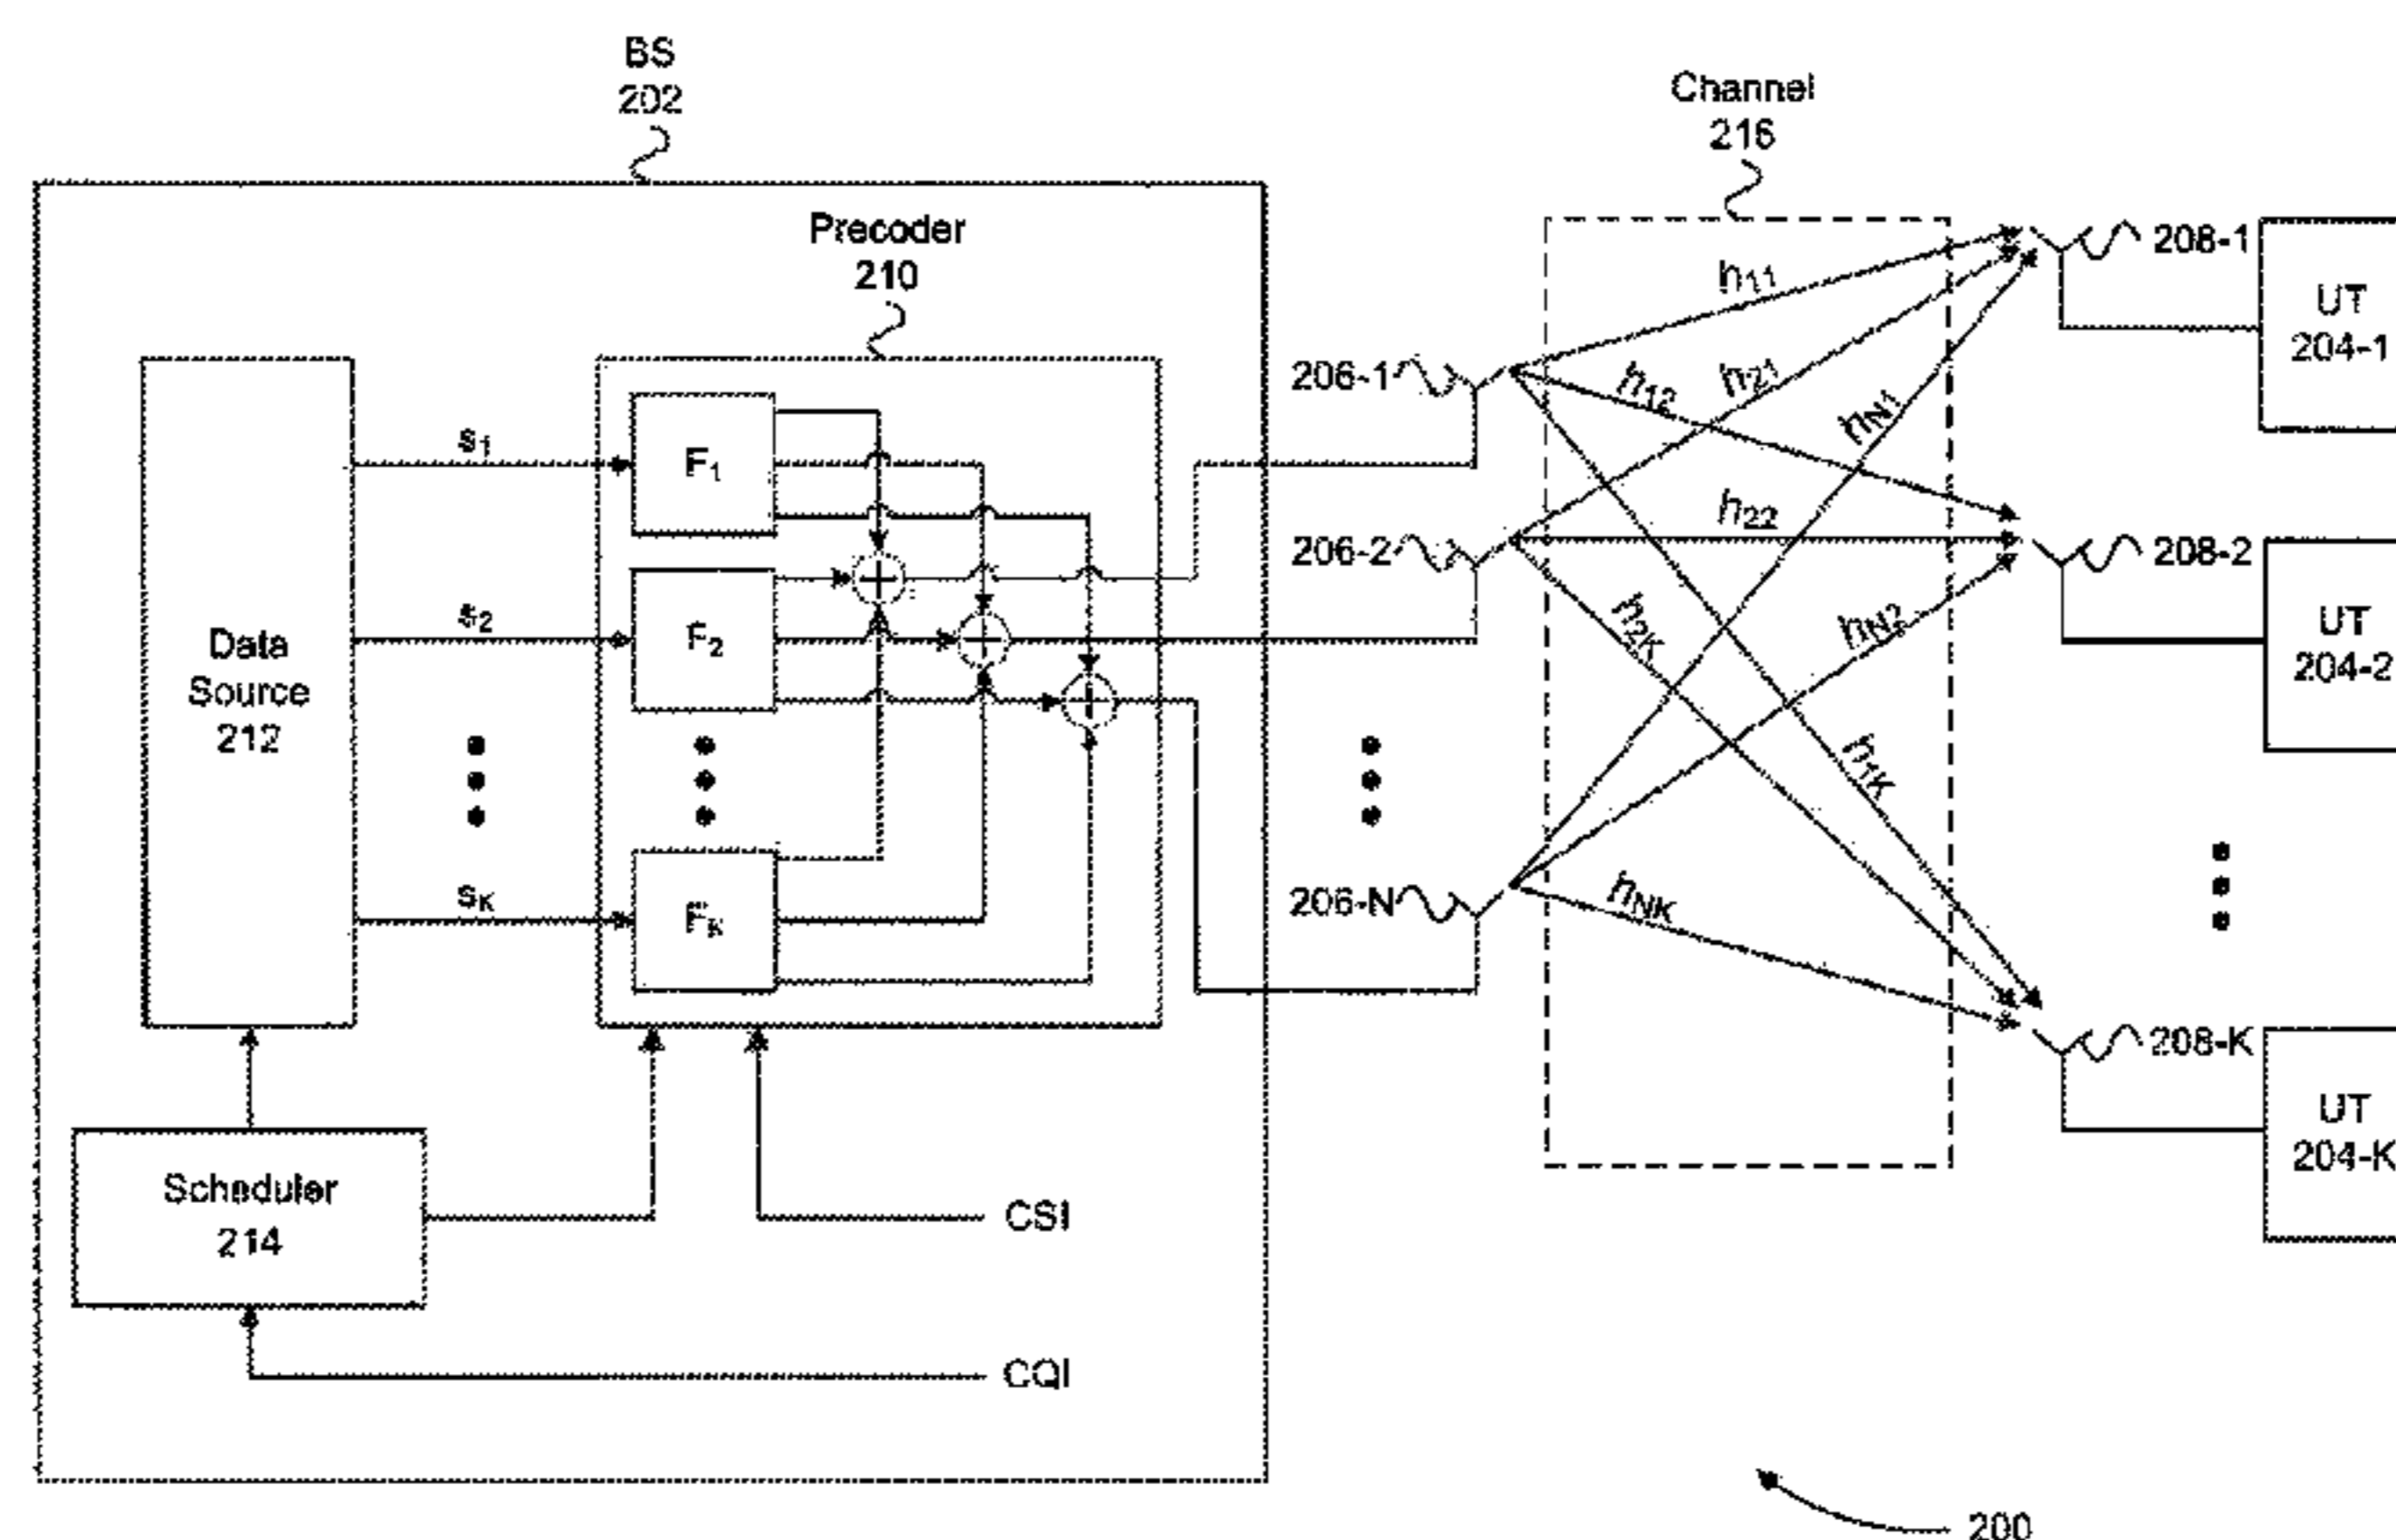 BS
202
Channel
216
Precoder
210
208-1
UT
204-1
h11
206-1
h12
h21
hN1
s1
F1
206-2
h22
208-2
UT
204-2
s2
F2
h2K
hN2
Data
Source
212
h1K
sK
FK
206-N
hNK
208-K
UT
204-K
Scheduler
214
CSI
CQI
200